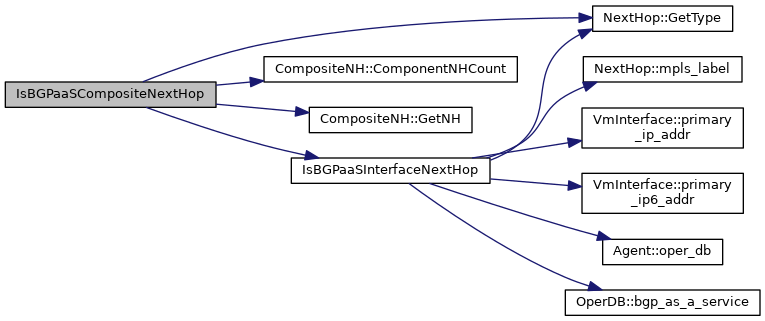 IsBGPaaSCompositeNextHop
CompositeNH::ComponentNHCount
CompositeNH::GetNH
IsBGPaaSInterfaceNextHop
NextHop::GetType
NextHop::mpls_label
VmInterface::primary
_ip_addr
VmInterface::primary
_ip6_addr
Agent::oper_db
OperDB::bgp_as_a_service